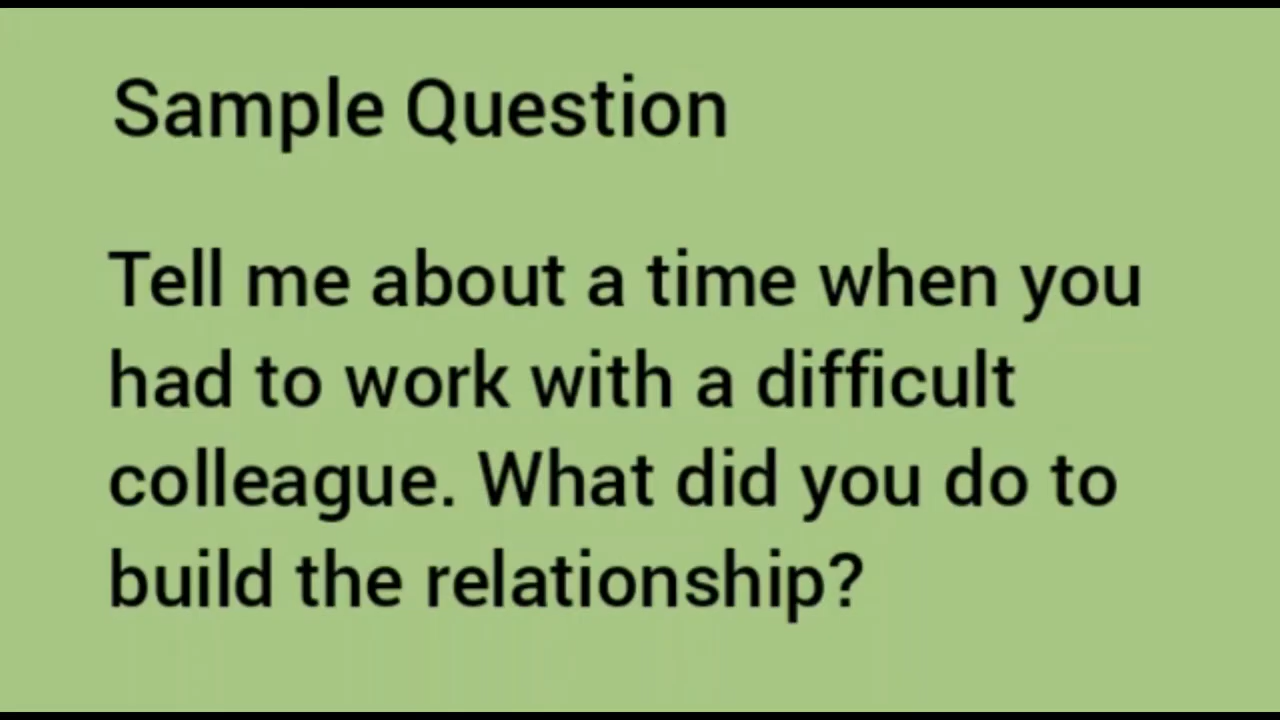 Sample Question
Tell me about a time when you
had to work with a difficult
colleague. What did you do to
build the relationship?